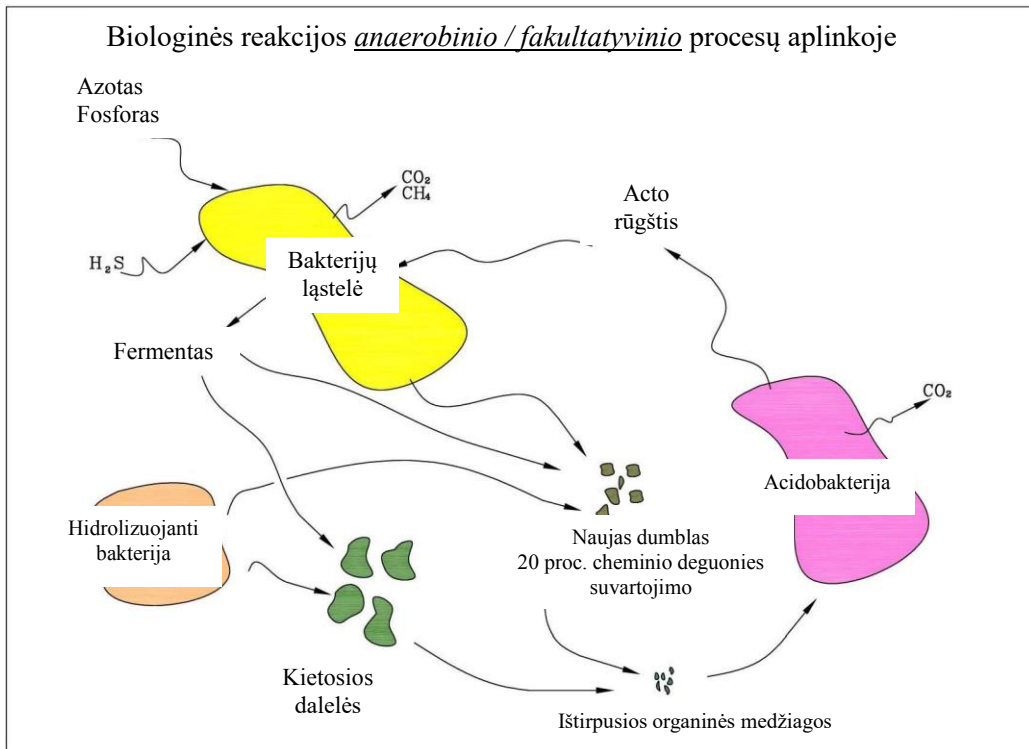 Biologinės reakcijos anaerobinio / fakultatyvinio procesų aplinkoje
Azotas
Fosforas
CO₂
CH₄
Acto
rūgštis
H₂S
Bakterijų
ląstelė
Fermentas
CO₂
Acidobakterija
Hidrolizuojanti
bakterija
Naujas dumblas
20 proc. cheminio deguonies
suvartojimo
Kietosios
dalelės
Ištirpusios organinės medžiagos